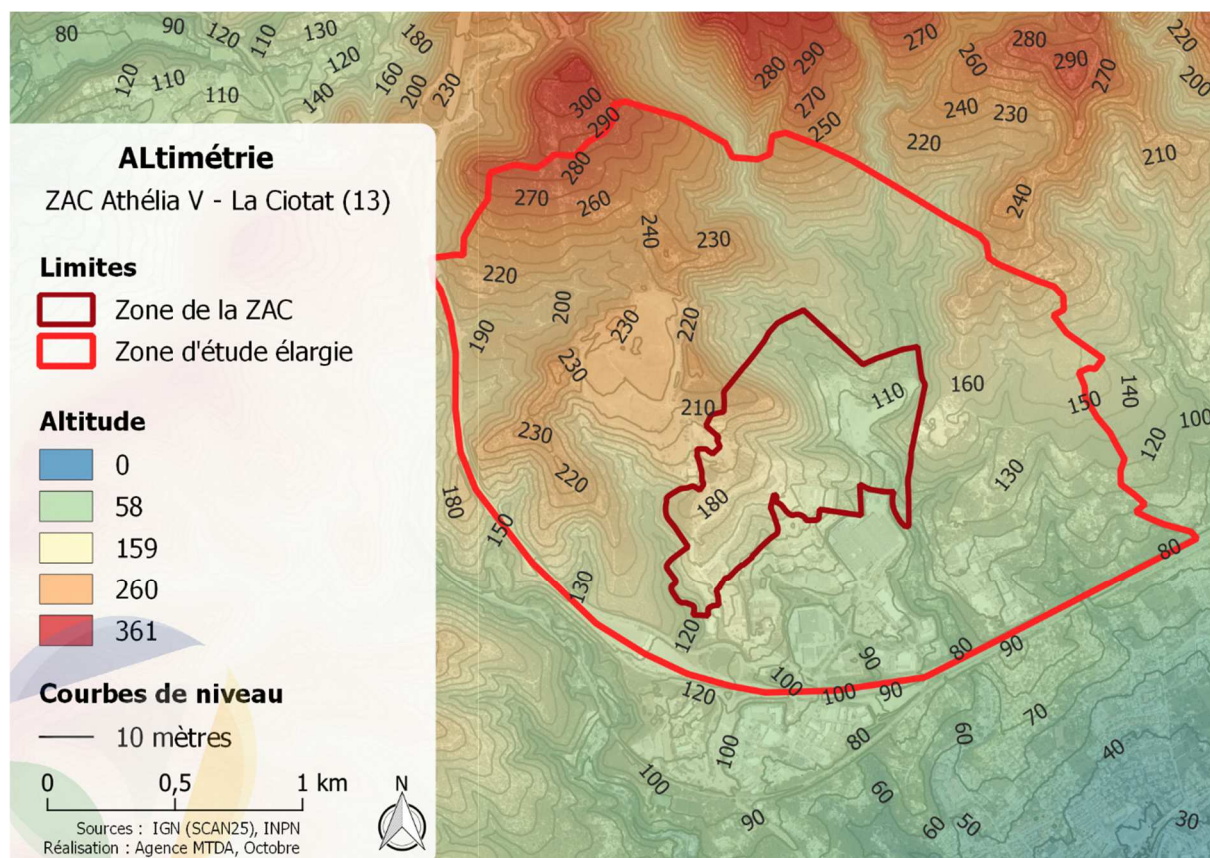 ALtimétrie
ZAC Athélia V - La Ciotat (13)
Limites
Zone de la ZAC
Zone d'étude élargie
Altitude
0
58
159
260
361
Courbes de niveau
10 mètres
0 0,5 1 km
N
Sources : IGN (SCAN25), INPN
Réalisation : Agence MTDA, Octobre
80 90 120 110 130 180 270 280 290 220
120 110 110 140 120 160 200 230 280 290 260 270 200
300 290 270 250 240 230 220 210
280 270 260 240 230 240
220 200 190 230 220
230 210 110 160 150 140 100
230 220 180 180 130 120
150 130 80
120 90 80 90
120 100 100 90 70
100 80 60 40
100 90 60 60 50 30